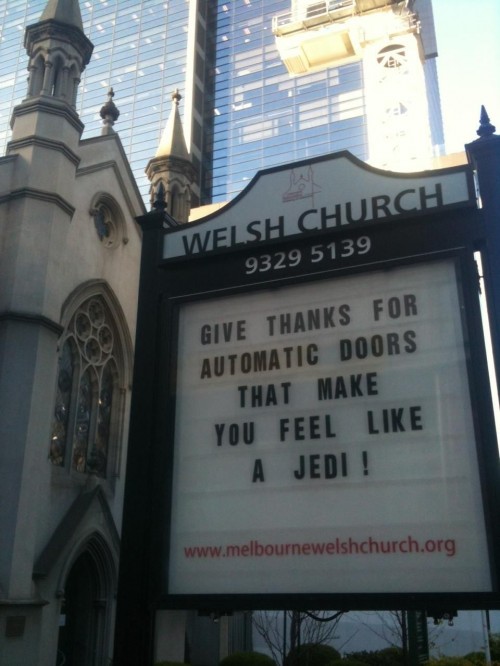 WELSH CHURCH
9329 5139
GIVE THANKS FOR
AUTOMATIC DOORS
THAT MAKE
YOU FEEL LIKE
A JEDI!
www.melbournewelshchurch.org